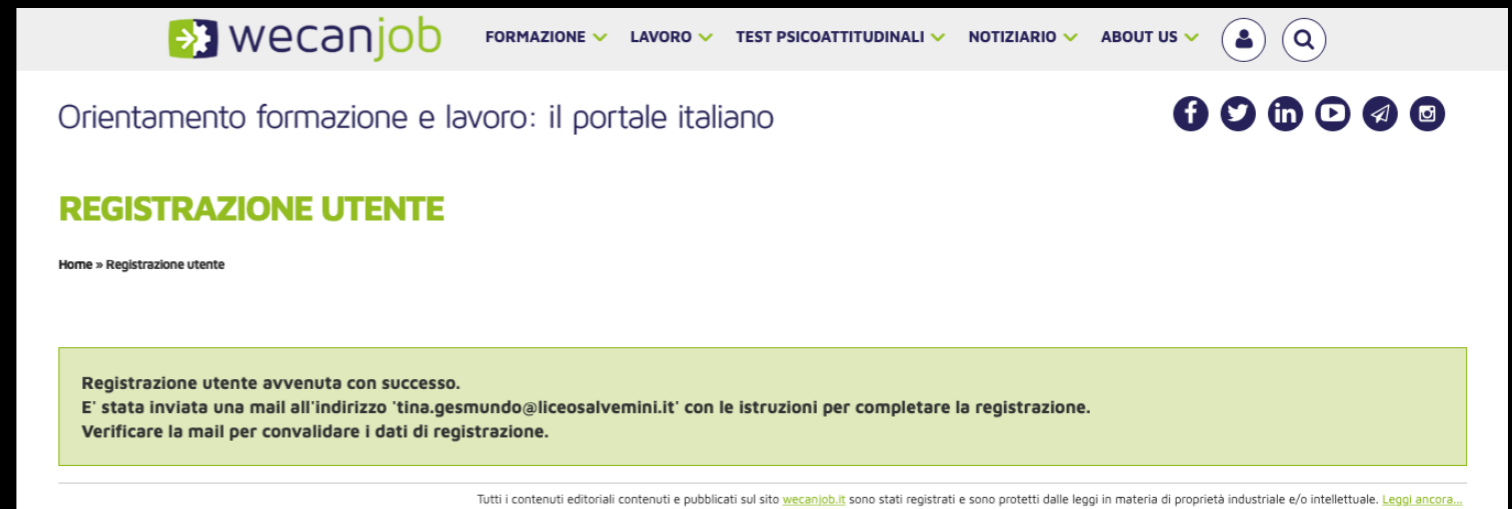 wecanjob FORMAZIONE LAVORO TEST PSICOATTITUDINALI NOTIZIARIO ABOUT US
Orientamento formazione e lavoro: il portale italiano
REGISTRAZIONE UTENTE
Home » Registrazione utente
Registrazione utente avvenuta con successo.
E' stata inviata una mail all'indirizzo 'tina.gesmundo@liceosalvemini.it' con le istruzioni per completare la registrazione.
Verificare la mail per convalidare i dati di registrazione.
Tutti i contenuti editoriali contenuti e pubblicati sul sito wecanjob.it sono stati registrati e sono protetti dalle leggi in materia di proprietà industriale e/o intellettuale. Leggi ancora...